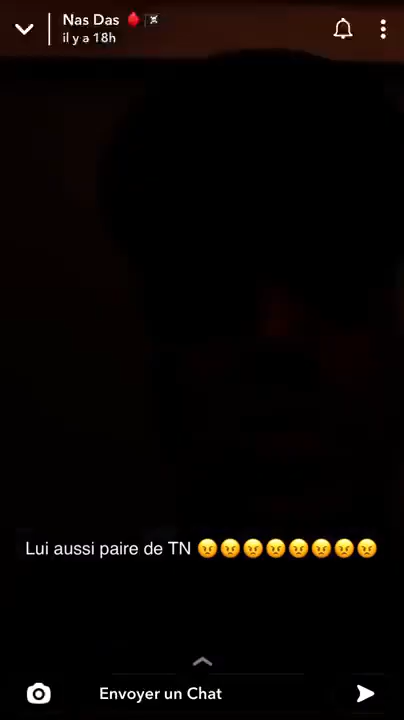 Nas Das 🩸🏴‍☠️
il y a 18h
Lui aussi paire de TN 😠😠😠😠😠😠😠😠
Envoyer un Chat